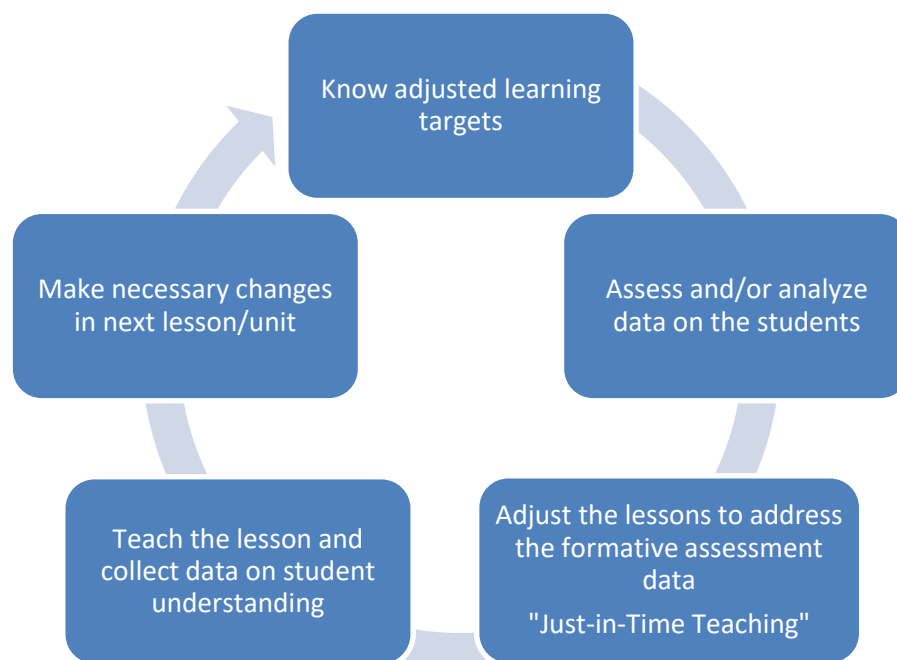 Know adjusted learning
targets
Assess and/or analyze
data on the students
Adjust the lessons to address
the formative assessment
data
"Just-in-Time Teaching"
Teach the lesson and
collect data on student
understanding
Make necessary changes
in next lesson/unit